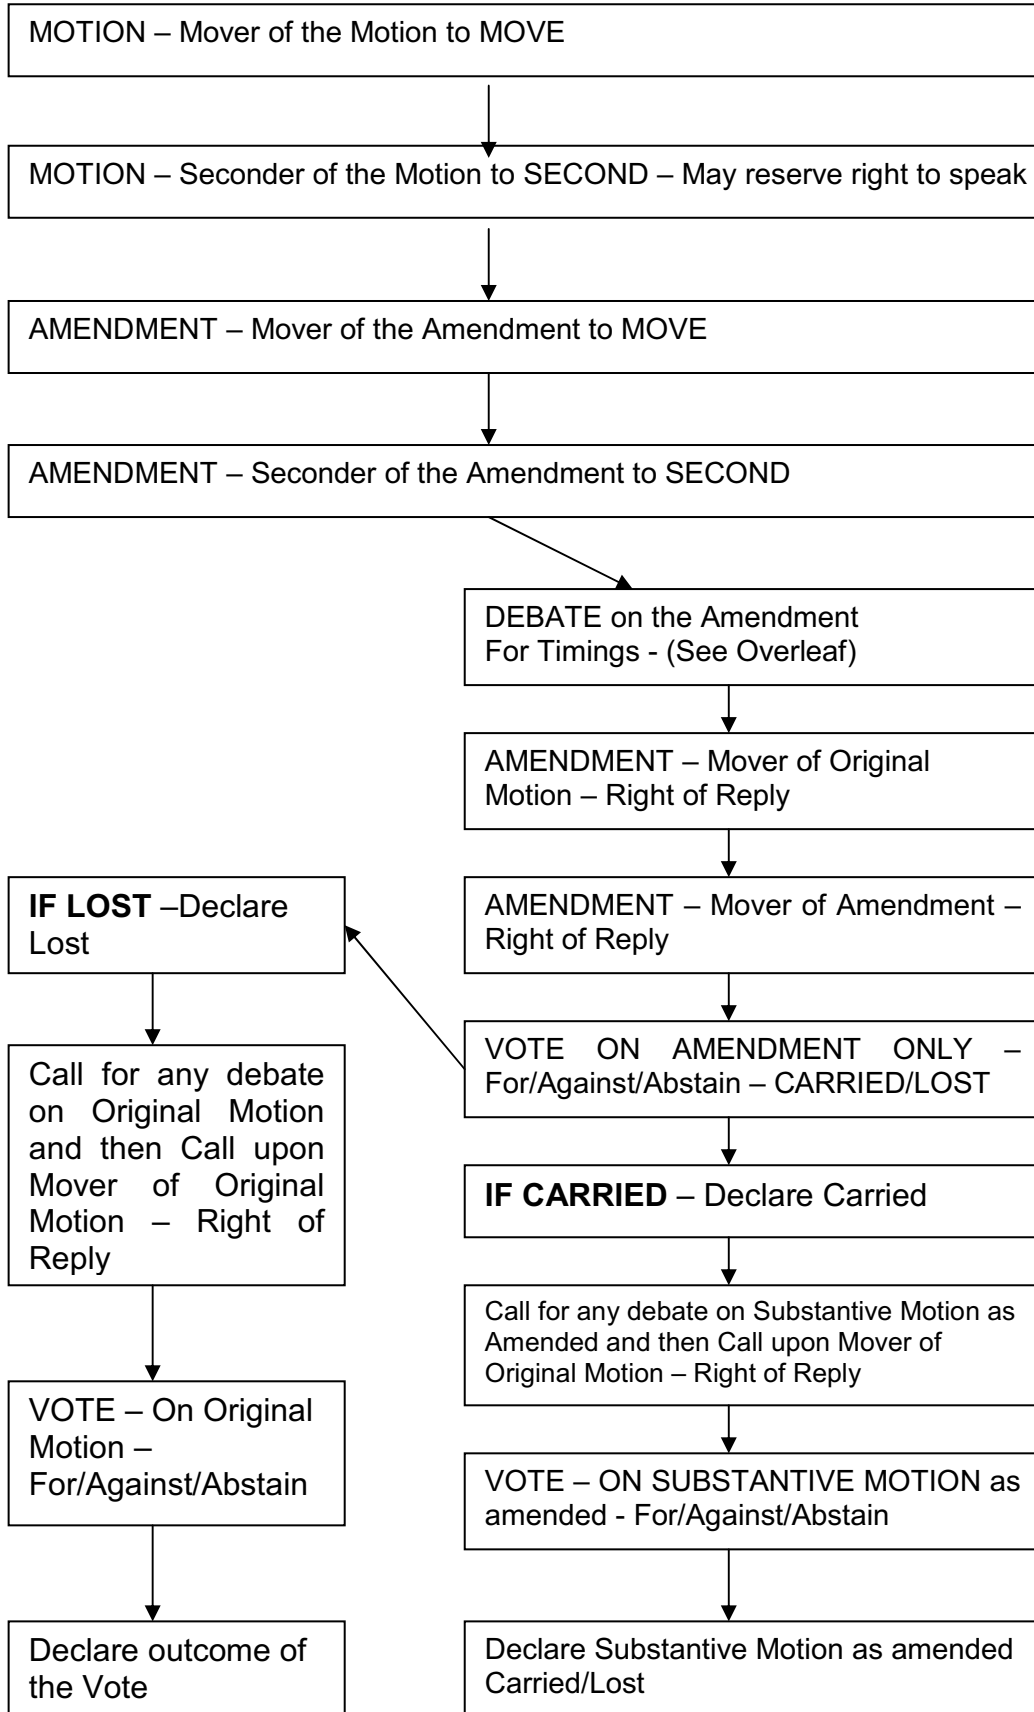 MOTION – Mover of the Motion to MOVE
MOTION – Seconder of the Motion to SECOND – May reserve right to speak
AMENDMENT – Mover of the Amendment to MOVE
AMENDMENT – Seconder of the Amendment to SECOND
DEBATE on the Amendment
For Timings - (See Overleaf)
AMENDMENT – Mover of Original
Motion – Right of Reply
AMENDMENT – Mover of Amendment –
Right of Reply
VOTE ON AMENDMENT ONLY –
For/Against/Abstain – CARRIED/LOST
IF LOST –Declare
Lost
Call for any debate
on Original Motion
and then Call upon
Mover of Original
Motion – Right of
Reply
VOTE – On Original
Motion –
For/Against/Abstain
Declare outcome of
the Vote
IF CARRIED – Declare Carried
Call for any debate on Substantive Motion as
Amended and then Call upon Mover of
Original Motion – Right of Reply
VOTE – ON SUBSTANTIVE MOTION as
amended - For/Against/Abstain
Declare Substantive Motion as amended
Carried/Lost